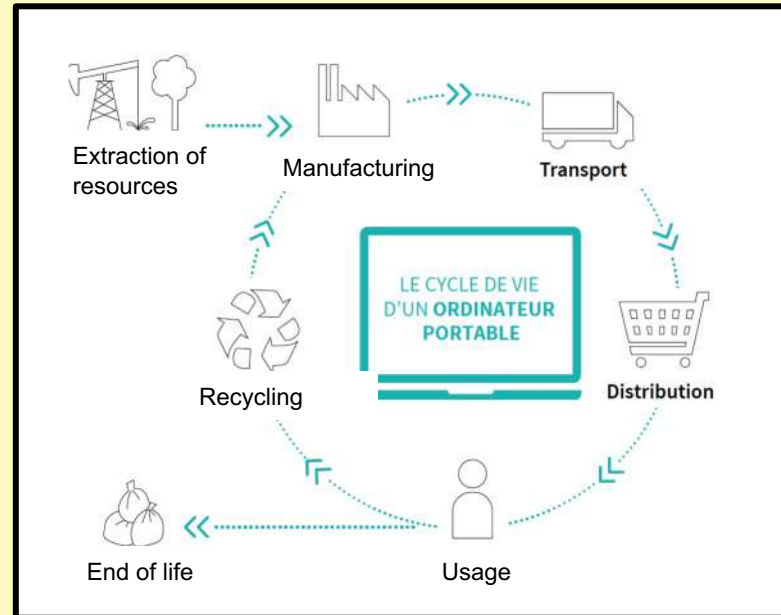 Extraction of
resources
Manufacturing
Transport
LE CYCLE DE VIE
D'UN ORDINATEUR
PORTABLE
Recycling
Distribution
End of life
Usage